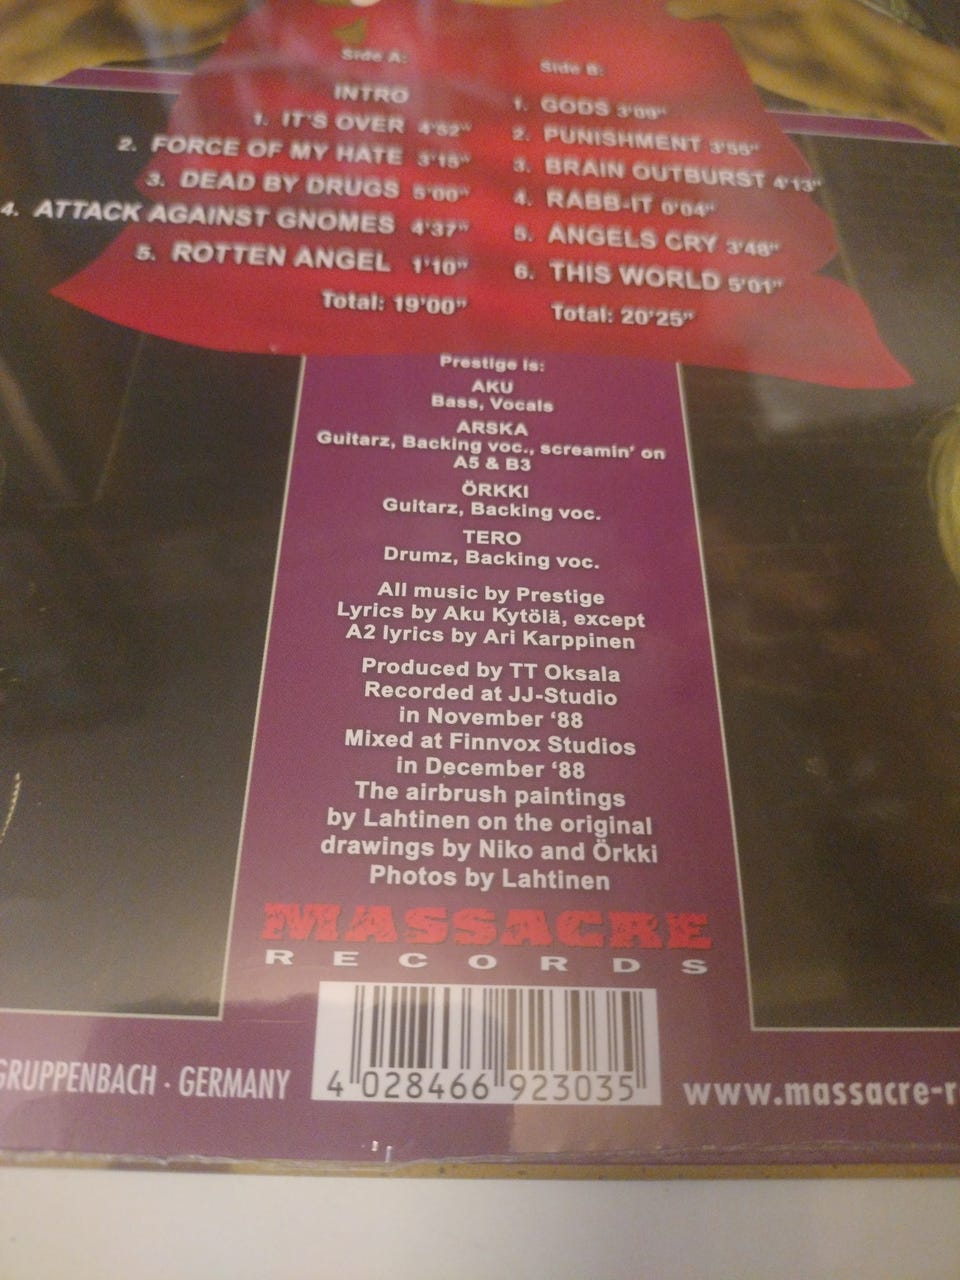 Side A:
INTRO
1. IT'S OVER 4'52"
2. FORCE OF MY HATE 3'15"
3. DEAD BY DRUGS 5'00"
4. ATTACK AGAINST GNOMES 4'37"
5. ROTTEN ANGEL 1'10"
Total: 19'00"
Side B:
1. GODS 3'09"
2. PUNISHMENT 3'55"
3. BRAIN OUTBURST 4'13"
4. RABB-IT 0'04"
5. ANGELS CRY 3'48"
6. THIS WORLD 5'01"
Total: 20'25"
Prestige is:
AKU
Bass, Vocals
ARSKA
Guitarz, Backing voc., screamin' on
A5 & B3
ÖRKKI
Guitarz, Backing voc.
TERO
Drumz, Backing voc.
All music by Prestige
Lyrics by Aku Kytölä, except
A2 lyrics by Ari Karppinen
Produced by TT Oksala
Recorded at JJ-Studio
in November '88
Mixed at Finnvox Studios
in December '88
The airbrush paintings
by Lahtinen on the original
drawings by Niko and Örkki
Photos by Lahtinen
MASSACRE
RECORDS
4 028466 923035
GRUPPENBACH · GERMANY
www.massacre-r